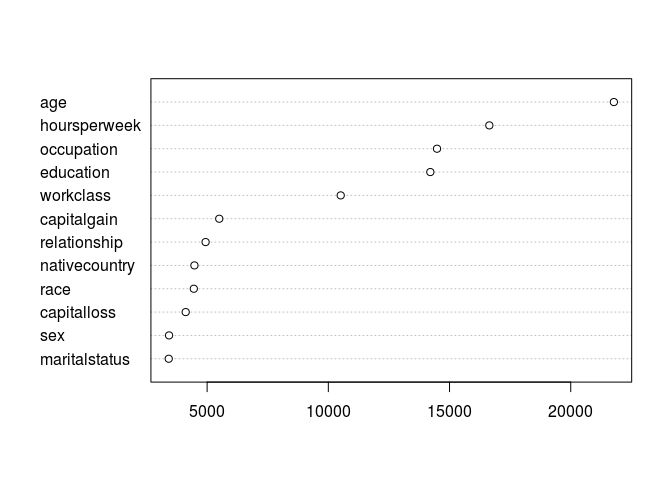 age
hoursperweek
occupation
education
workclass
capitalgain
relationship
nativecountry
race
capitalloss
sex
maritalstatus
5000 10000 15000 20000